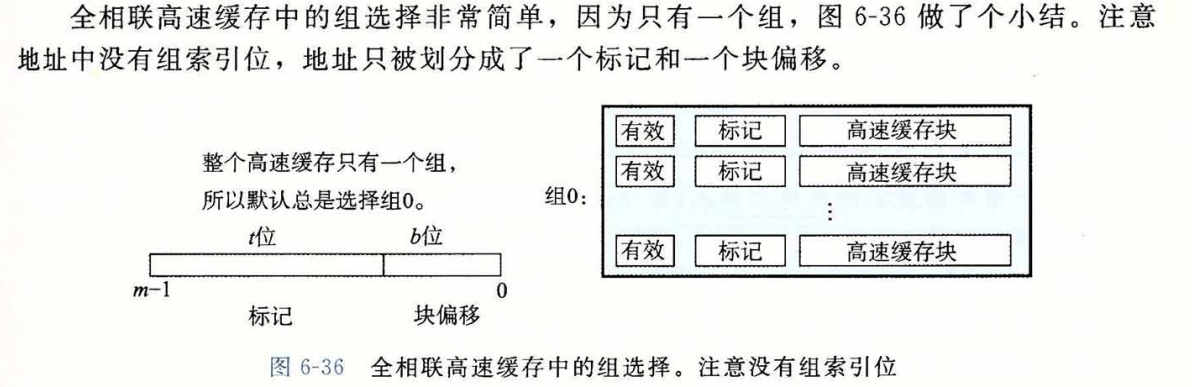 全相联高速缓存中的组选择非常简单，因为只有一个组，图 6-36 做了个小结。注意
地址中没有组索引位，地址只被划分成了一个标记和一个块偏移。
整个高速缓存只有一个组，
所以默认总是选择组0。
t位 b位
m-1 0
标记 块偏移
组0：
有效 标记 高速缓存块
有效 标记 高速缓存块
⋮
有效 标记 高速缓存块
图 6-36 全相联高速缓存中的组选择。注意没有组索引位